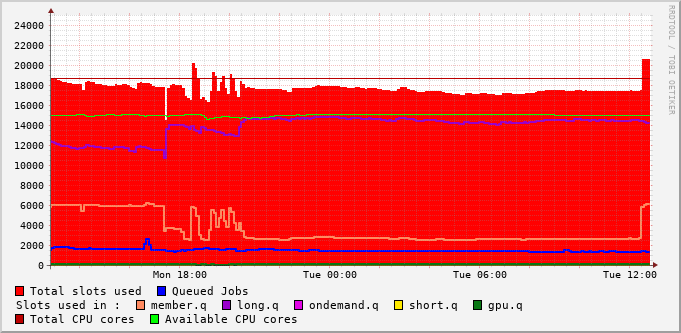 RRDTOOL / TOBI OETIKER
24000
22000
20000
18000
16000
14000
12000
10000
8000
6000
4000
2000
0
Mon 18:00 Tue 00:00 Tue 06:00 Tue 12:00
Total slots used Queued Jobs
Slots used in : member.q long.q ondemand.q short.q gpu.q
Total CPU cores Available CPU cores